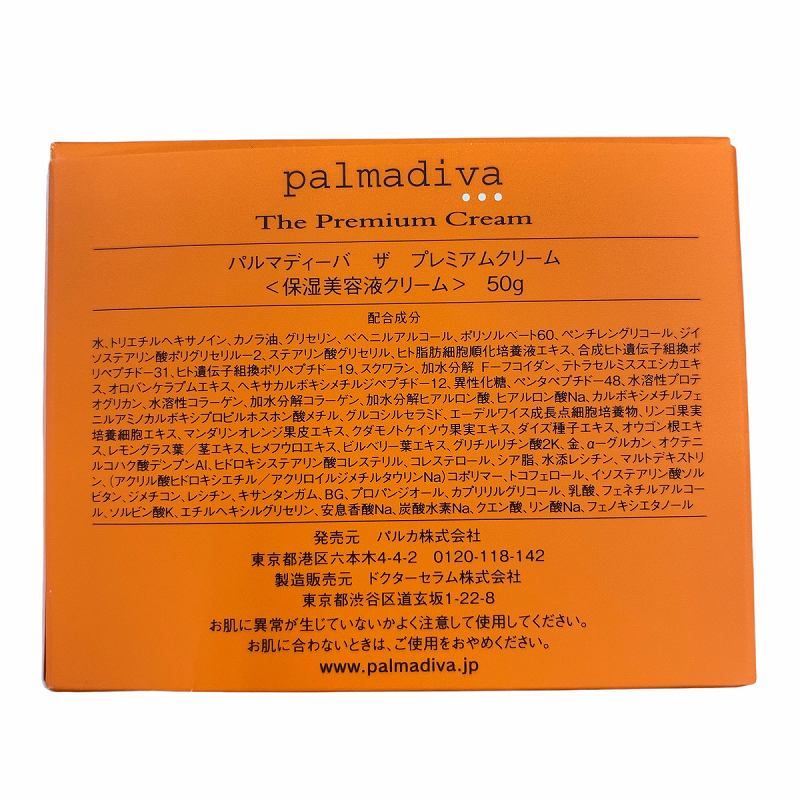 palmadiva
The Premium Cream
パルマディーバ ザ プレミアムクリーム
＜保湿美容液クリーム＞ 50g
配合成分
水、トリエチルヘキサノイン、カノラ油、グリセリン、ベヘニルアルコール、ポリソルベート60、ペンチレングリコール、ジイ
ソステアリン酸ポリグリセリル-2、ステアリン酸グリセリル、ヒト脂肪細胞順化培養液エキス、合成ヒト遺伝子組換ポ
リペプチド-31、ヒト遺伝子組換ポリペプチド-19、スクワラン、加水分解 F-フコイダン、テトラセルミススエシカエキ
ス、オロバンケラプムエキス、ヘキサカルボキシメチルジペプチド-12、異性化糖、ペンタペプチド-48、水溶性プロテ
オグリカン、水溶性コラーゲン、加水分解コラーゲン、加水分解ヒアルロン酸、ヒアルロン酸Na、カルボキシメチルフェ
ニルアミノカルボキシプロピルホスホン酸メチル、グルコシルセラミド、エーデルワイス成長点細胞培養物、リンゴ果実
培養細胞エキス、マンダリンオレンジ果皮エキス、クダモノトケイソウ果実エキス、ダイズ種子エキス、オウゴン根エキ
ス、レモングラス葉／茎エキス、ヒメフウロエキス、ビルベリー葉エキス、グリチルリチン酸2K、金、α-グルカン、オクテニ
ルコハク酸デンプンAl、ヒドロキシステアリン酸コレステリル、コレステロール、シア脂、水添レシチン、マルトデキストリ
ン、(アクリル酸ヒドロキシエチル／アクリロイルジメチルタウリンNa)コポリマー、トコフェロール、イソステアリン酸ソル
ビタン、ジメチコン、レシチン、キサンタンガム、BG、プロパンジオール、カプリリルグリコール、乳酸、フェネチルアルコー
ル、ソルビン酸K、エチルヘキシルグリセリン、安息香酸Na、炭酸水素Na、クエン酸、リン酸Na、フェノキシエタノール
発売元 パルカ株式会社
東京都港区六本木4-4-2 0120-118-142
製造販売元 ドクターセラム株式会社
東京都渋谷区道玄坂1-22-8
お肌に異常が生じていないかよく注意して使用してください。
お肌に合わないときは、ご使用をおやめください。
www.palmadiva.jp